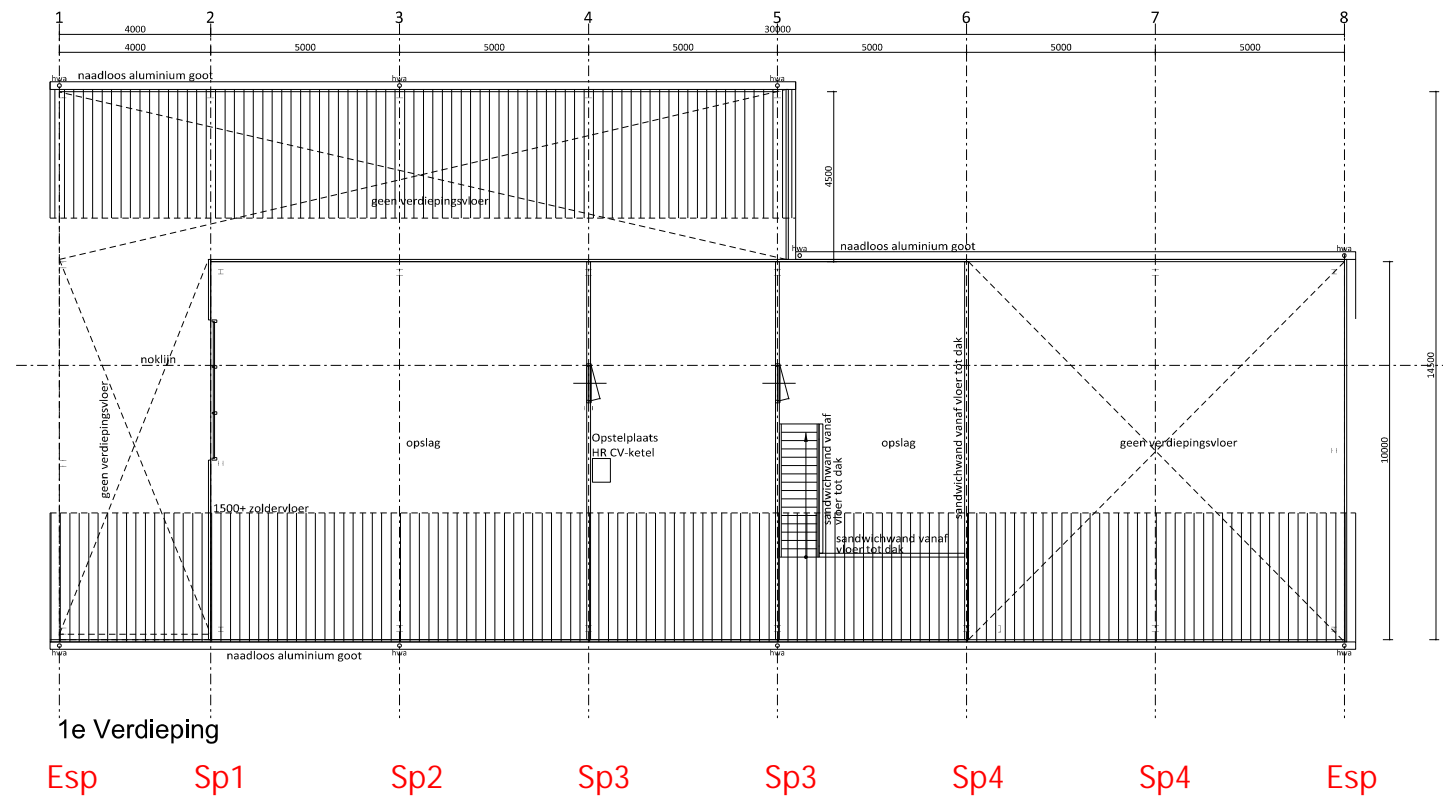 1 2 3 4 5 6 7 8
4000 30000
4000 5000 5000 5000 5000 5000 5000
naadloos aluminium goot
hwa hwa hwa
4500
14500
geen verdiepingsvloer
hwa naadloos aluminium goot hwa
noklijn
geen verdiepingsvloer
sandwichwand vanaf vloer tot dak
opslag
Opstelplaats
HR CV-ketel
sandwichwand vanaf
vloer tot dak
opslag
geen verdiepingsvloer
10000
1500+ zoldervloer
sandwichwand vanaf
vloer tot dak
hwa hwa hwa hwa
naadloos aluminium goot
1e Verdieping
Esp Sp1 Sp2 Sp3 Sp3 Sp4 Sp4 Esp